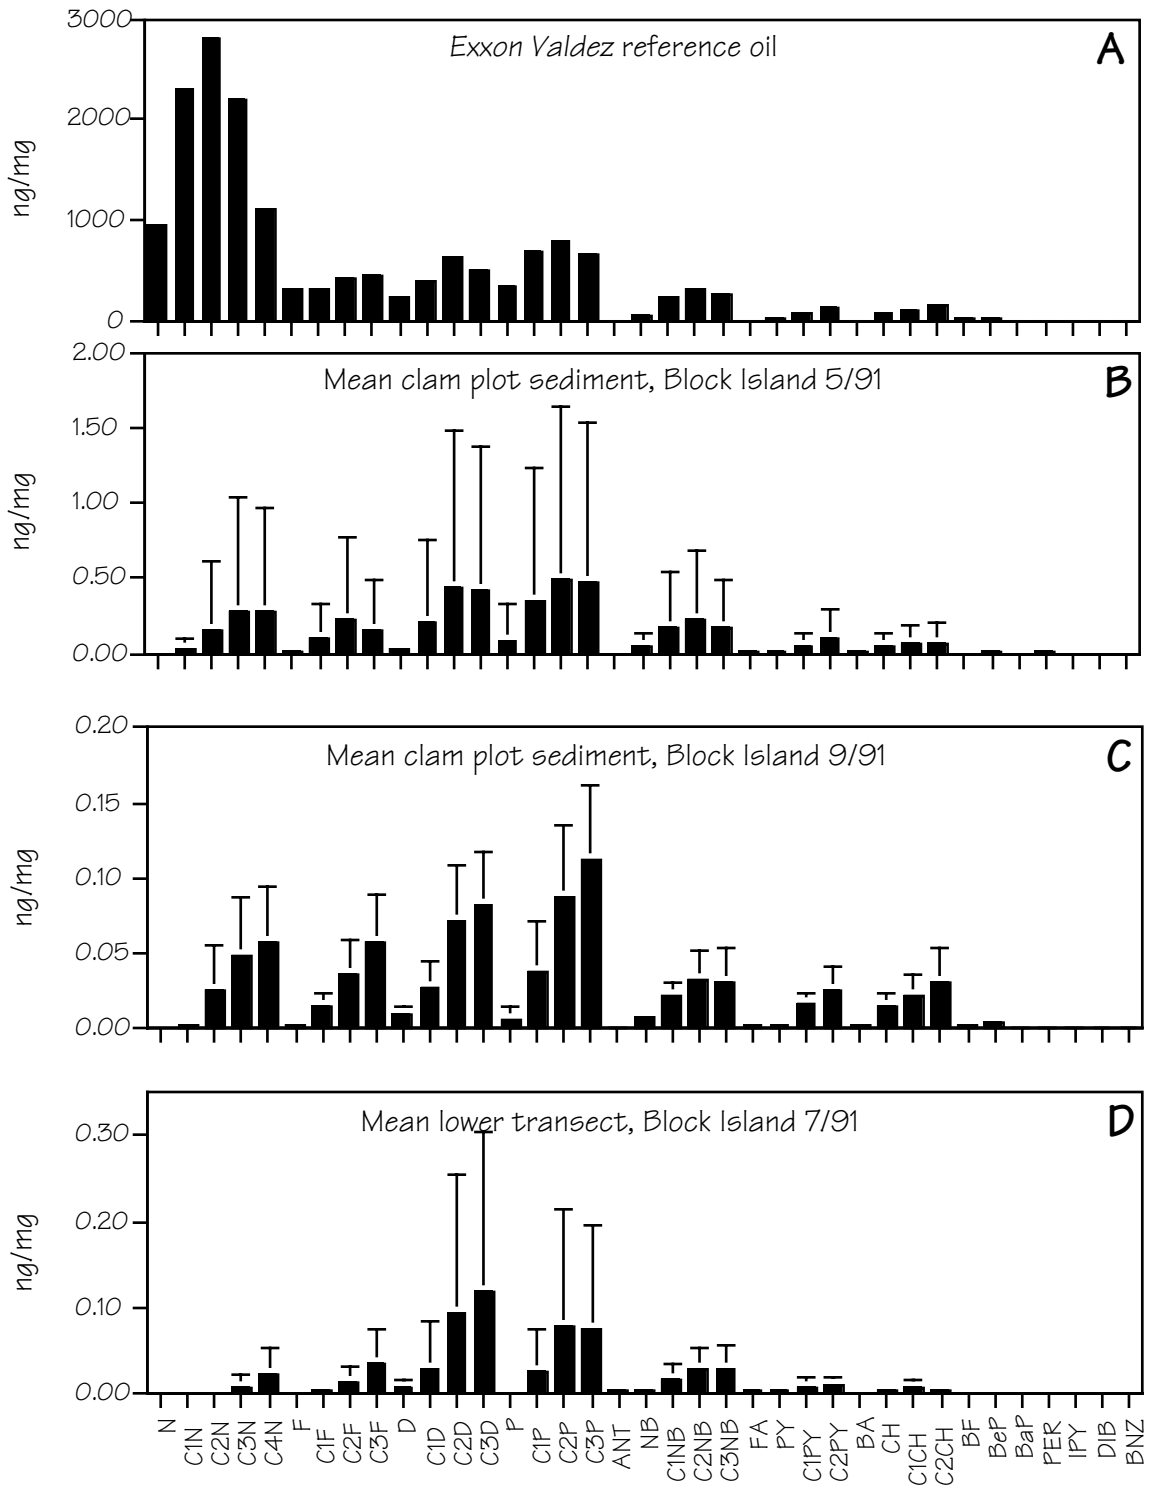 Exxon Valdez reference oil
A
ng/mg
3000
2000
1000
0
Mean clam plot sediment, Block Island 5/91
B
ng/mg
2.00
1.50
1.00
0.50
0.00
Mean clam plot sediment, Block Island 9/91
C
ng/mg
0.20
0.15
0.10
0.05
0.00
Mean lower transect, Block Island 7/91
D
ng/mg
0.30
0.20
0.10
0.00
N
C1N
C2N
C3N
C4N
F
C1F
C2F
C3F
D
C1D
C2D
C3D
P
C1P
C2P
C3P
ANT
NB
C1NB
C2NB
C3NB
FA
PY
C1PY
C2PY
BA
CH
C1CH
C2CH
BF
BeP
BaP
PER
IPY
DIB
BNZ